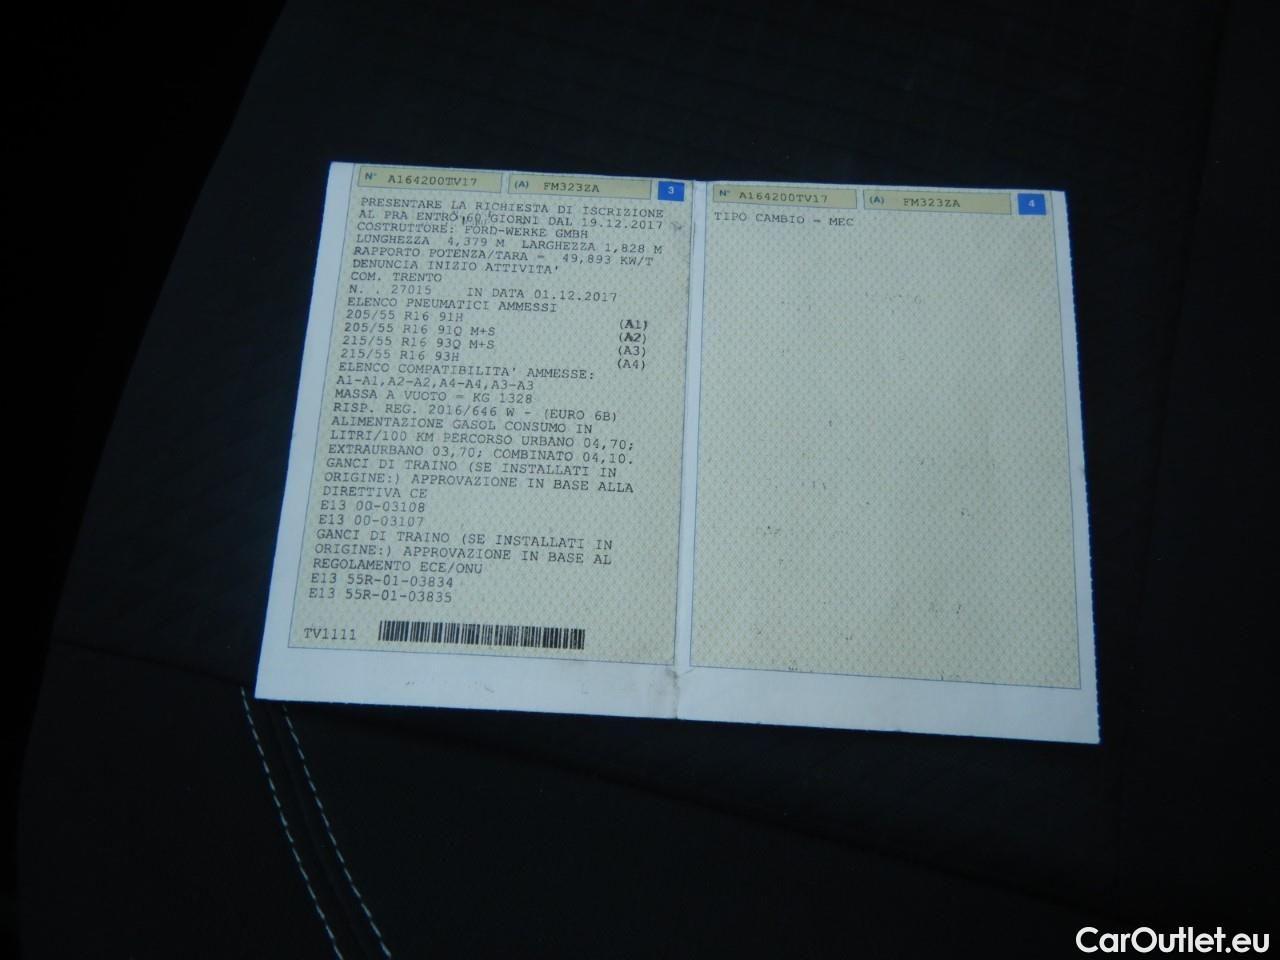 N° A164200TV17 (A) FM323ZA 3
PRESENTARE LA RICHIESTA DI ISCRIZIONE
AL PRA ENTRO 60 GIORNI DAL 19.12.2017
COSTRUTTORE: FORD-WERKE GMBH
LUNGHEZZA 4,379 M LARGHEZZA 1,828 M
RAPPORTO POTENZA/TARA = 49,893 KW/T
DENUNCIA INIZIO ATTIVITA'
COM. TRENTO
N. . 27015 IN DATA 01.12.2017
ELENCO PNEUMATICI AMMESSI
205/55 R16 91H (A1)
205/55 R16 91Q M+S (A2)
215/55 R16 93Q M+S (A3)
215/55 R16 93H (A4)
ELENCO COMPATIBILITA' AMMESSE:
A1-A1,A2-A2,A4-A4,A3-A3
MASSA A VUOTO = KG 1328
RISP. REG. 2016/646 W - (EURO 6B)
ALIMENTAZIONE GASOL CONSUMO IN
LITRI/100 KM PERCORSO URBANO 04,70;
EXTRAURBANO 03,70; COMBINATO 04,10.
GANCI DI TRAINO (SE INSTALLATI IN
ORIGINE:) APPROVAZIONE IN BASE ALLA
DIRETTIVA CE
E13 00-03108
E13 00-03107
GANCI DI TRAINO (SE INSTALLATI IN
ORIGINE:) APPROVAZIONE IN BASE AL
REGOLAMENTO ECE/ONU
E13 55R-01-03834
E13 55R-01-03835
TV1111
N° A164200TV17 (A) FM323ZA 4
TIPO CAMBIO = MEC
CarOutlet.eu